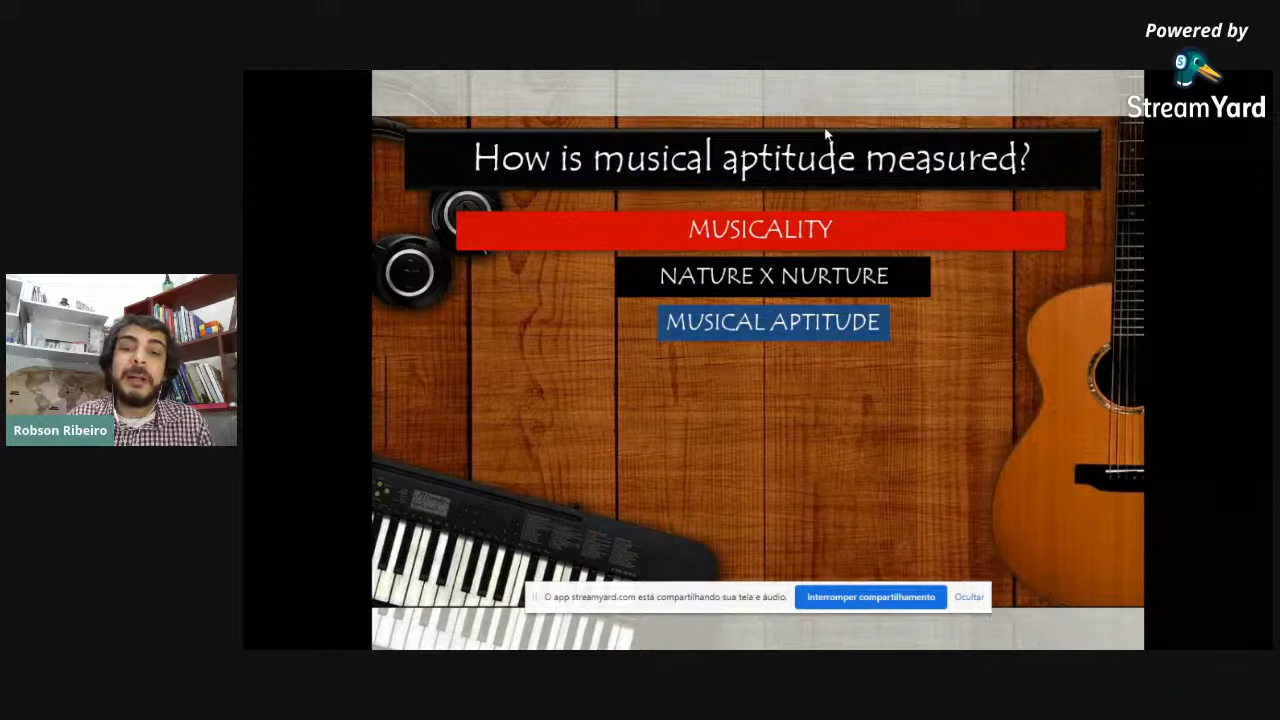 Powered by
StreamYard
How is musical aptitude measured?
MUSICALITY
NATURE X NURTURE
MUSICAL APTITUDE
Robson Ribeiro
O app streamyard.com está compartilhando sua tela e áudio. Interromper compartilhamento Ocultar